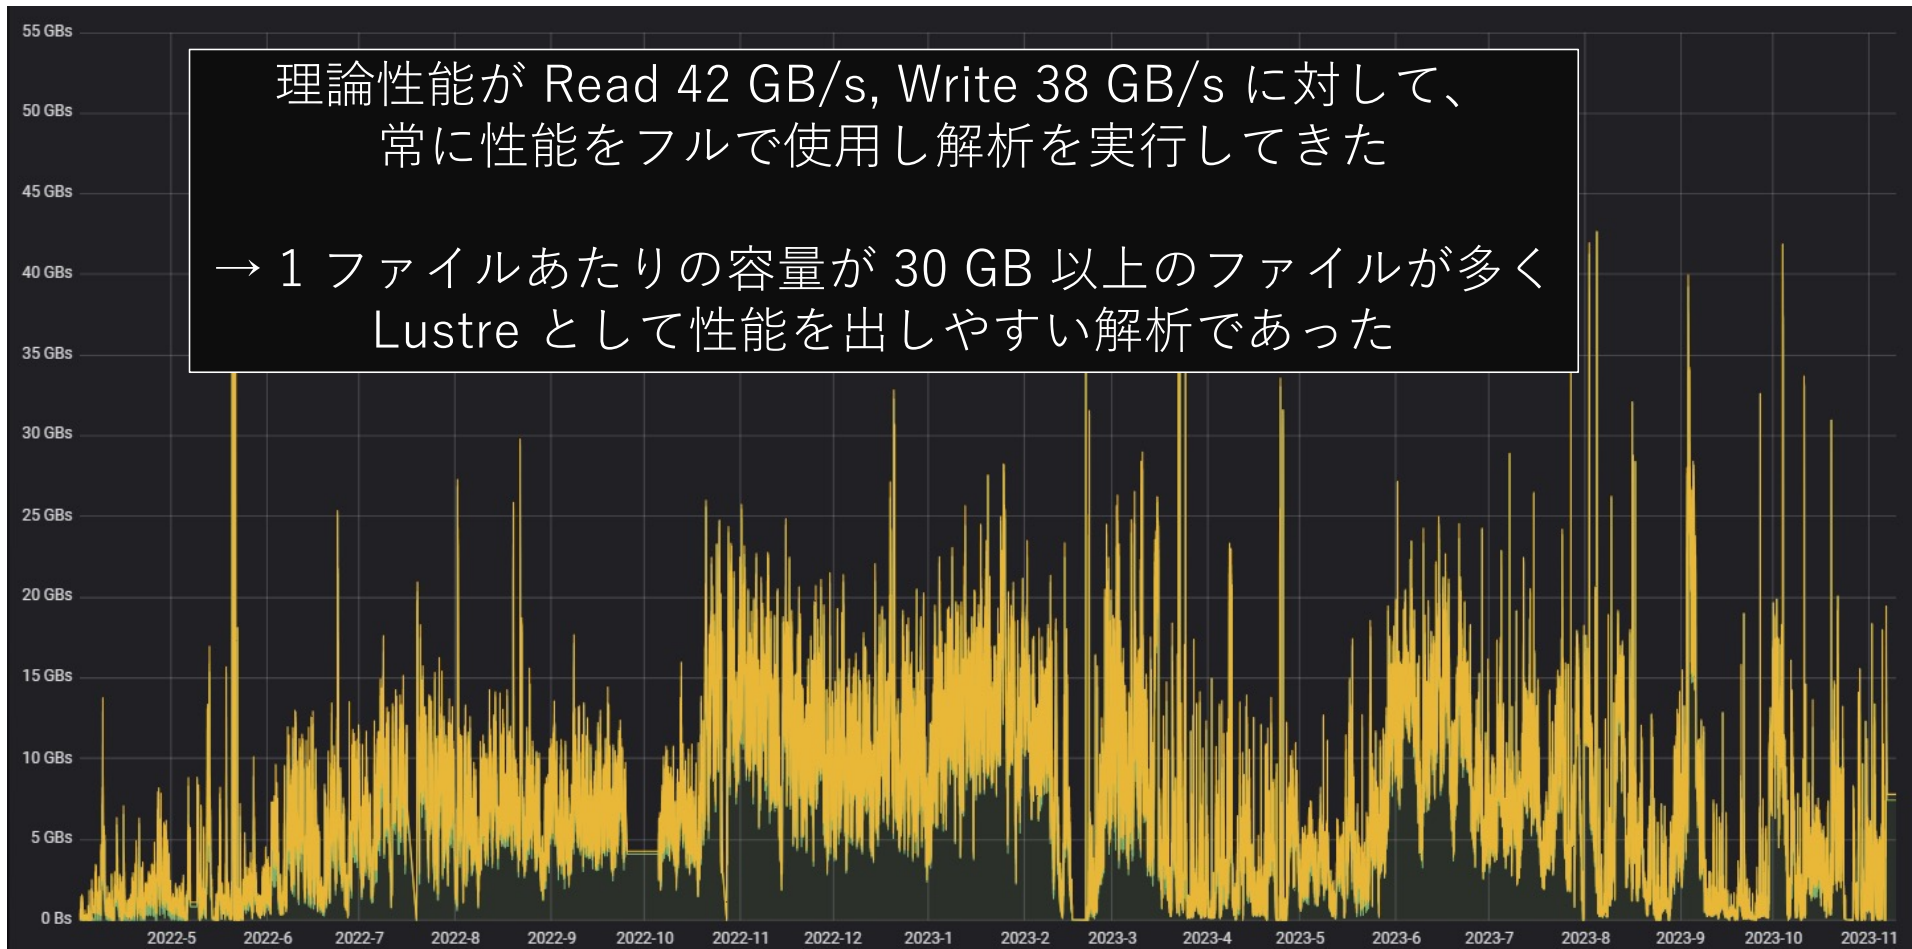 55 GBs
50 GBs
45 GBs
40 GBs
35 GBs
30 GBs
25 GBs
20 GBs
15 GBs
10 GBs
5 GBs
0 Bs
理論性能が Read 42 GB/s, Write 38 GB/s に対して、
常に性能をフルで使用し解析を実行してきた
→ 1 ファイルあたりの容量が 30 GB 以上のファイルが多く
Lustre として性能を出しやすい解析であった
2022-5 2022-6 2022-7 2022-8 2022-9 2022-10 2022-11 2022-12 2023-1 2023-2 2023-3 2023-4 2023-5 2023-6 2023-7 2023-8 2023-9 2023-10 2023-11